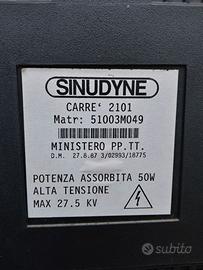 SINUDYNE
CARRE' 2101
Matr: 51003M049
MINISTERO PP.TT.
D.M. 27.8.87 3/02993/18775
POTENZA ASSORBITA 50W
ALTA TENSIONE
MAX 27.5 KV
subito